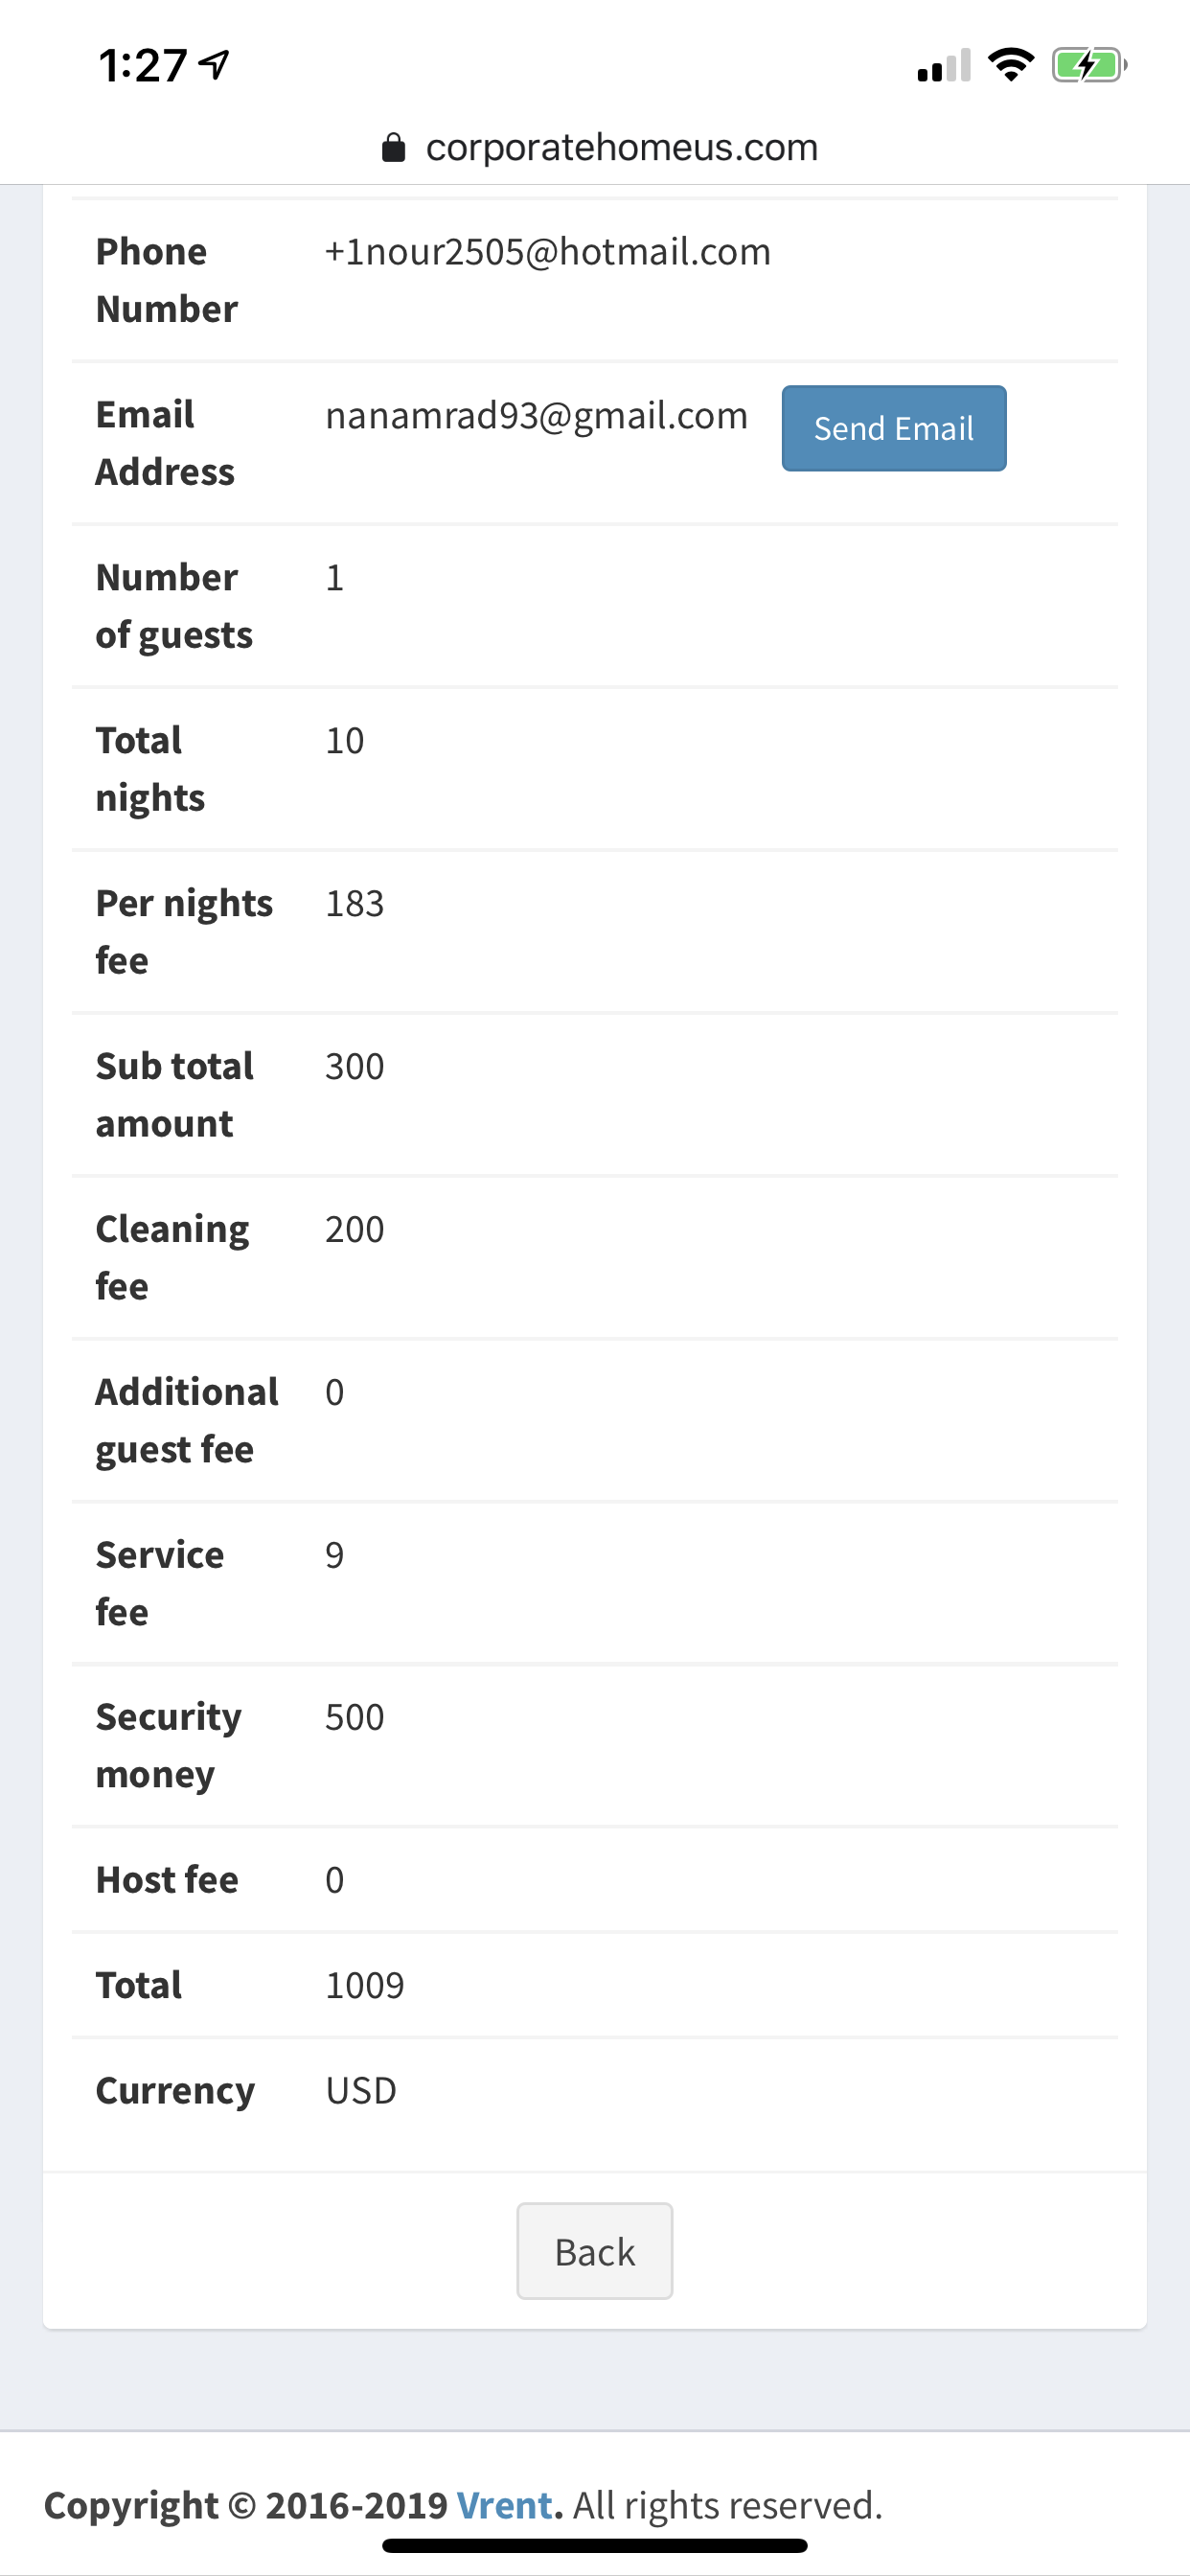 1:27
corporatehomeus.com
Phone +1nour2505@hotmail.com
Number
Email nanamrad93@gmail.com Send Email
Address
Number 1
of guests
Total 10
nights
Per nights 183
fee
Sub total 300
amount
Cleaning 200
fee
Additional 0
guest fee
Service 9
fee
Security 500
money
Host fee 0
Total 1009
Currency USD
Back
Copyright © 2016-2019 Vrent. All rights reserved.